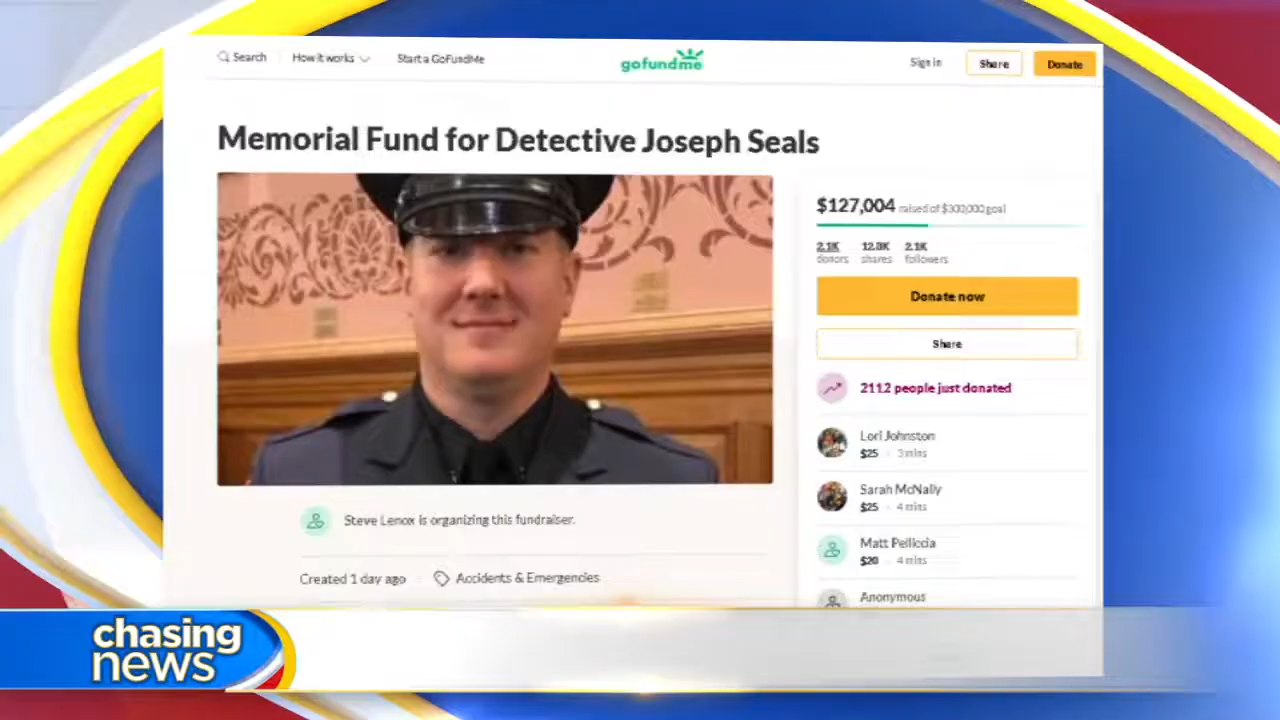 Search
How it works
Start a GoFundMe
gofundme
Sign in
Share
Donate
Memorial Fund for Detective Joseph Seals
$127,004 raised of $300,000 goal
2.1K 12.8K 2.1K
donors shares followers
Donate now
Share
2112 people just donated
Lori Johnston
$25 · 3 mins
Sarah McNally
$25 · 4 mins
Matt Pelliccia
$20 · 4 mins
Anonymous
Steve Lenox is organizing this fundraiser.
Created 1 day ago
Accidents & Emergencies
chasing
news